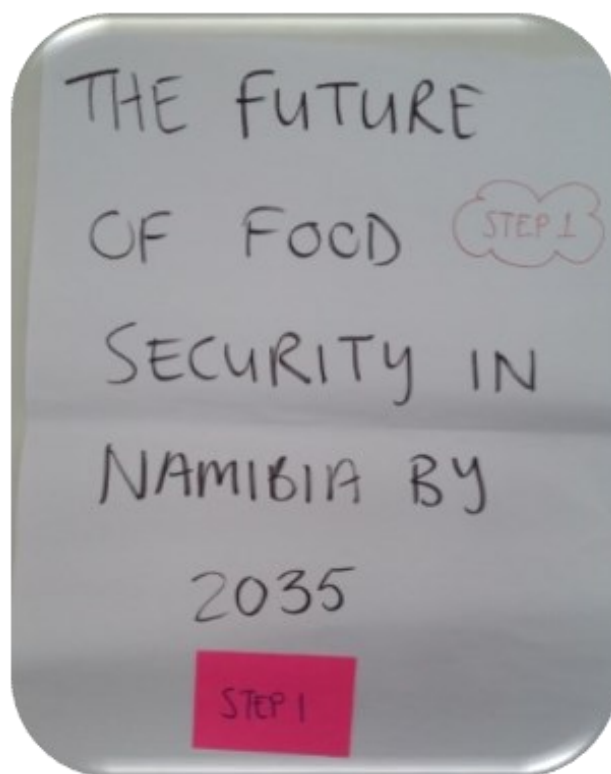 THE FUTURE
OF FOOD
STEP 1
SECURITY IN
NAMIBIA BY
2035
STEP 1